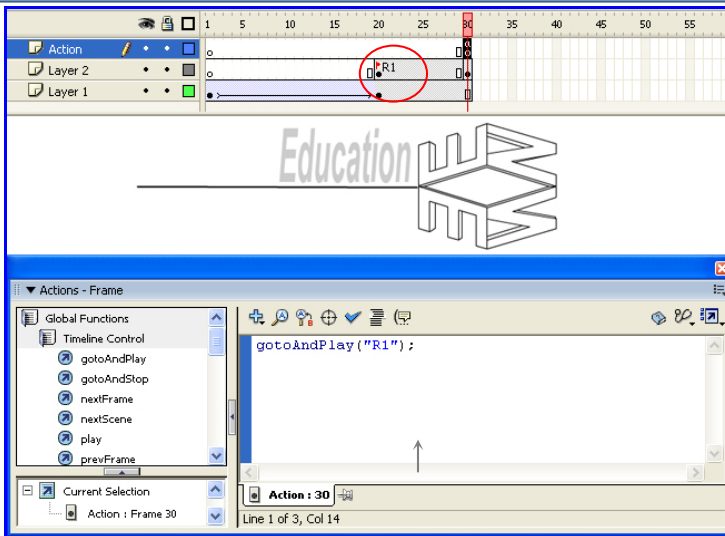 1 5 10 15 20 25 30 35 40 45 50 55
Action
Layer 2
R1
Layer 1
Education
Actions - Frame
Global Functions
Timeline Control
gotoAndPlay
gotoAndStop
nextFrame
nextScene
play
prevFrame
gotoAndPlay("R1");
Current Selection
Action : Frame 30
Action : 30
Line 1 of 3, Col 14